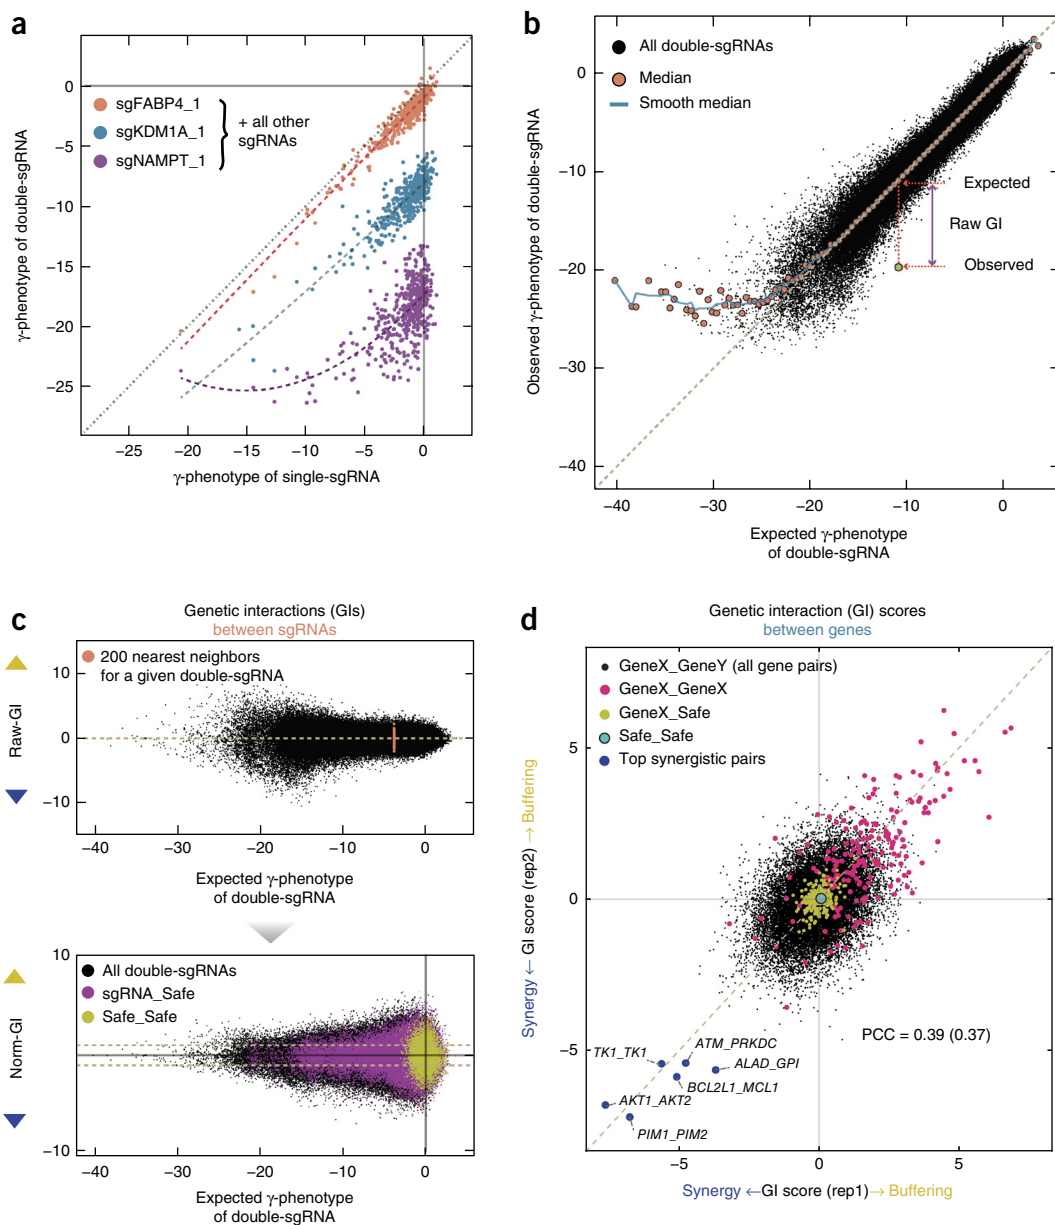 a
0
−5
−10
−15
−20
−25
γ-phenotype of double-sgRNA
sgFABP4_1
sgKDM1A_1
sgNAMPT_1
+ all other
sgRNAs
−25
−20
−15
−10
−5
0
γ-phenotype of single-sgRNA
b
0
−10
−20
−30
−40
Observed γ-phenotype of double-sgRNA
All double-sgRNAs
Median
Smooth median
Expected
Raw GI
Observed
−40
−30
−20
−10
0
Expected γ-phenotype
of double-sgRNA
c
Genetic interactions (GIs)
between sgRNAs
10
0
−10
Raw-GI
200 nearest neighbors
for a given double-sgRNA
−40
−30
−20
−10
0
Expected γ-phenotype
of double-sgRNA
10
0
−10
Norm-GI
All double-sgRNAs
sgRNA_Safe
Safe_Safe
−40
−30
−20
−10
0
Expected γ-phenotype
of double-sgRNA
d
Genetic interaction (GI) scores
between genes
5
0
−5
Synergy ← GI score (rep2) → Buffering
GeneX_GeneY (all gene pairs)
GeneX_GeneX
GeneX_Safe
Safe_Safe
Top synergistic pairs
PCC = 0.39 (0.37)
TK1_TK1
ATM_PRKDC
ALAD_GPI
BCL2L1_MCL1
AKT1_AKT2
PIM1_PIM2
−5
0
5
Synergy ←GI score (rep1)→ Buffering